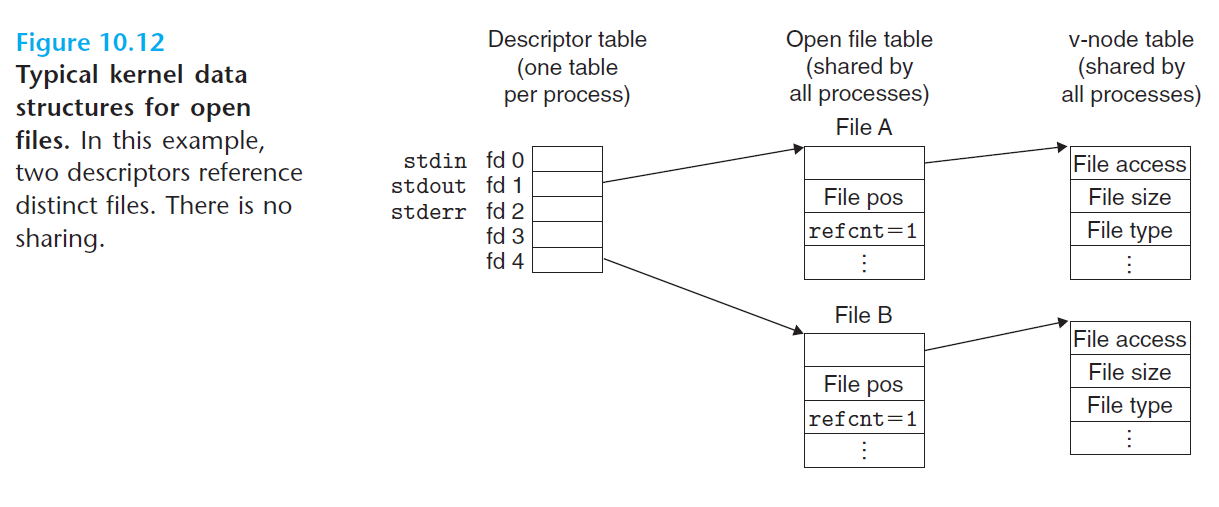 Figure 10.12
Typical kernel data
structures for open
files. In this example,
two descriptors reference
distinct files. There is no
sharing.
Descriptor table
(one table
per process)
Open file table
(shared by
all processes)
v-node table
(shared by
all processes)
stdin fd 0
stdout fd 1
stderr fd 2
fd 3
fd 4
File A
File pos
refcnt=1
⋮
File access
File size
File type
⋮
File B
File pos
refcnt=1
⋮
File access
File size
File type
⋮